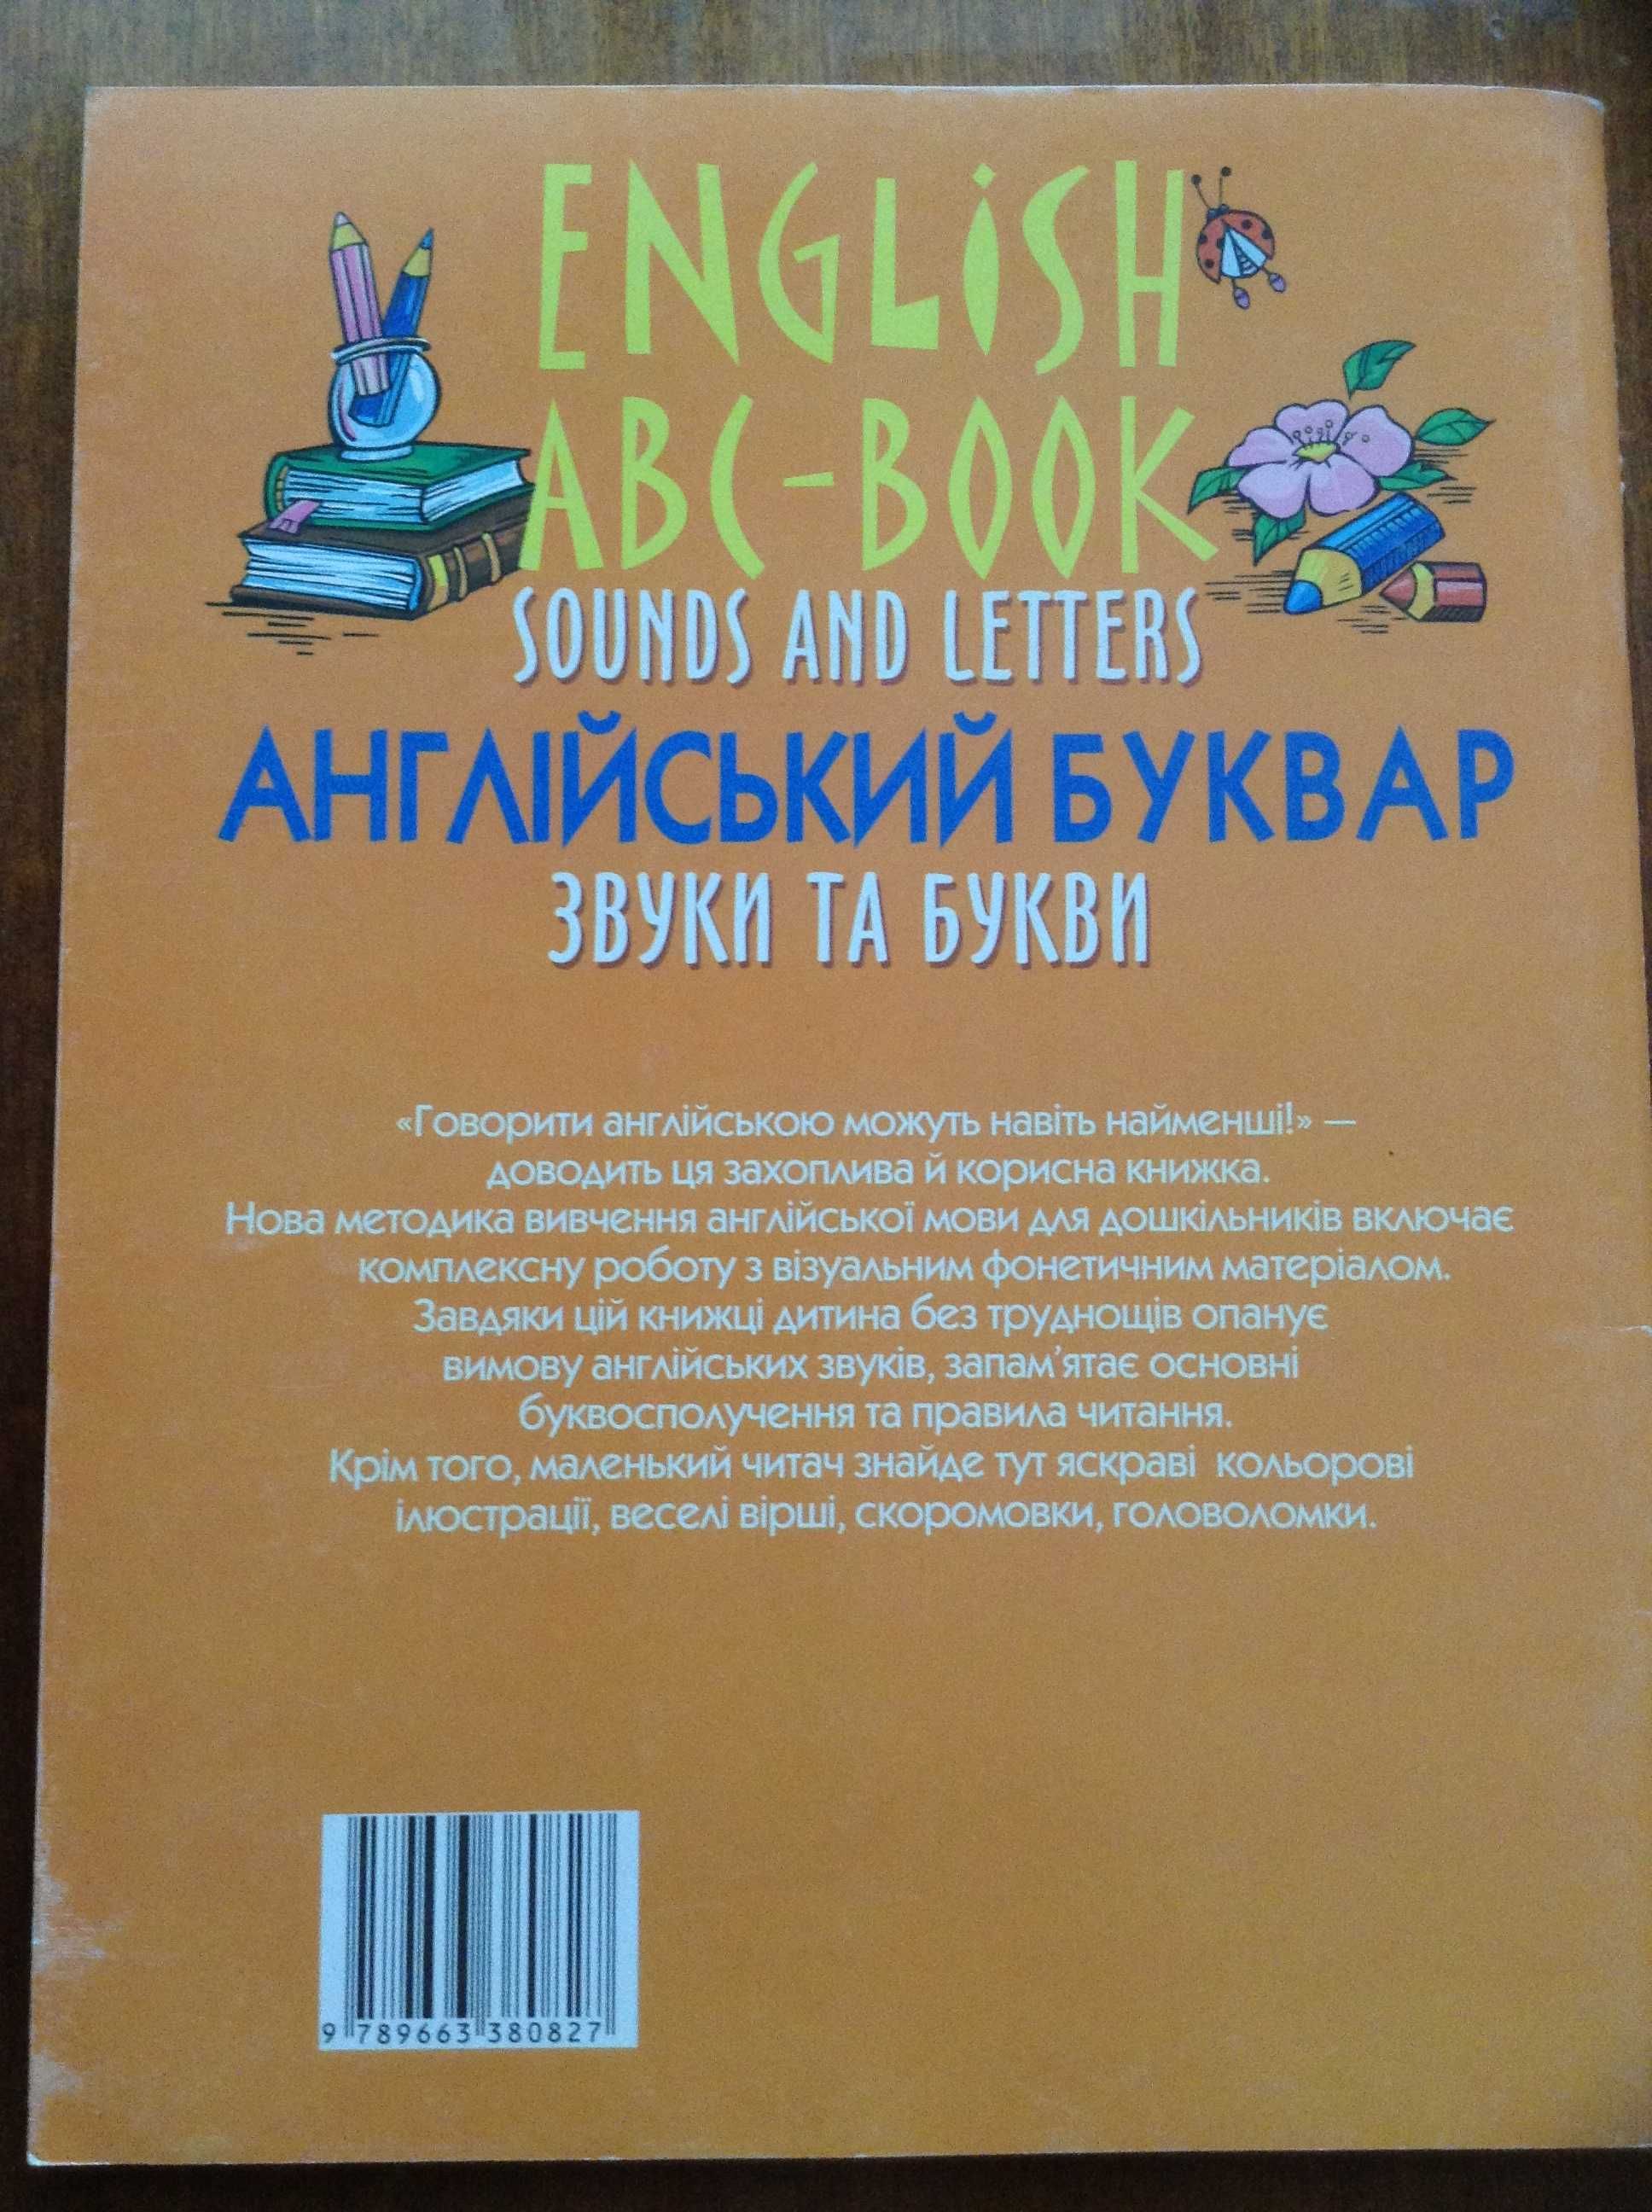 ENGLiSH
ABC-BOOK
SOUNDS AND LETTERS
АНГЛІЙСЬКИЙ БУКВАР
ЗВУКИ ТА БУКВИ
«Говорити англійською можуть навіть найменші!» —
доводить ця захоплива й корисна книжка.
Нова методика вивчення англійської мови для дошкільників включає
комплексну роботу з візуальним фонетичним матеріалом.
Завдяки цій книжці дитина без труднощів опанує
вимову англійських звуків, запам'ятає основні
буквосполучення та правила читання.
Крім того, маленький читач знайде тут яскраві кольорові
ілюстрації, веселі вірші, скоромовки, головоломки.
9 789663 380827